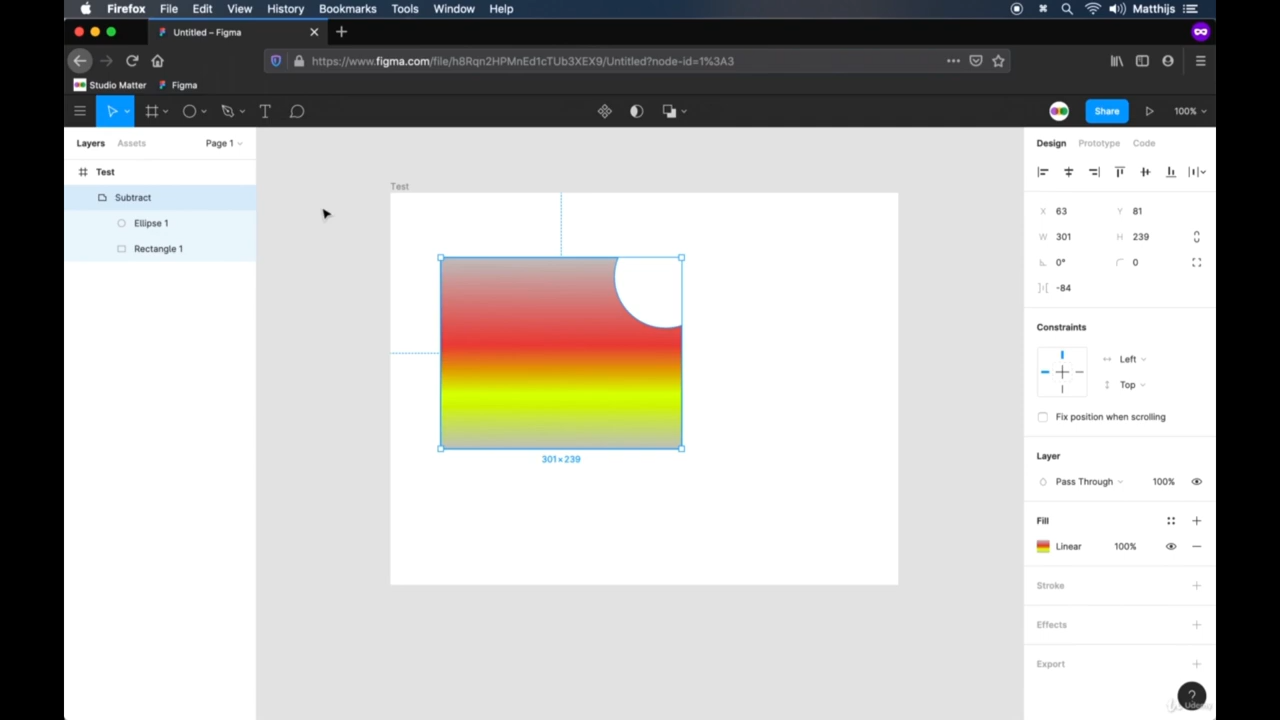 Firefox File Edit View History Bookmarks Tools Window Help Matthijs
Untitled – Figma
https://www.figma.com/file/h8Rqn2HPMnEd1cTUb3XEX9/Untitled?node-id=1%3A3
Studio Matter Figma
Share 100%
Layers Assets Page 1 Design Prototype Code
Test
Test
Subtract
Ellipse 1
Rectangle 1
X 63 Y 81
W 301 H 239
0° 0
-84
Constraints
Left
Top
Fix position when scrolling
301 × 239
Layer
Pass Through 100%
Fill
Linear 100%
Stroke
Effects
Export
?
Udemy